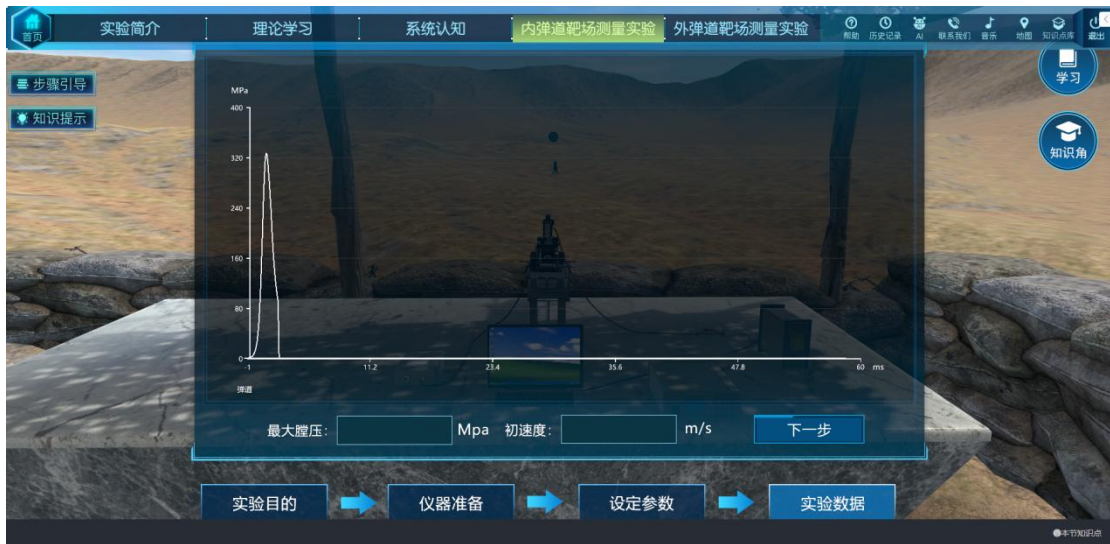 首页
实验简介
理论学习
系统认知
内弹道靶场测量实验
外弹道靶场测量实验
帮助
历史记录
AI
联系我们
音乐
地图
知识点库
退出
步骤引导
知识提示
学习
知识角
MPa
400
320
240
160
80
0
-1
11.2
23.4
35.6
47.8
60 ms
弹道
最大膛压:
Mpa
初速度:
m/s
下一步
实验目的
仪器准备
设定参数
实验数据
本节知识点